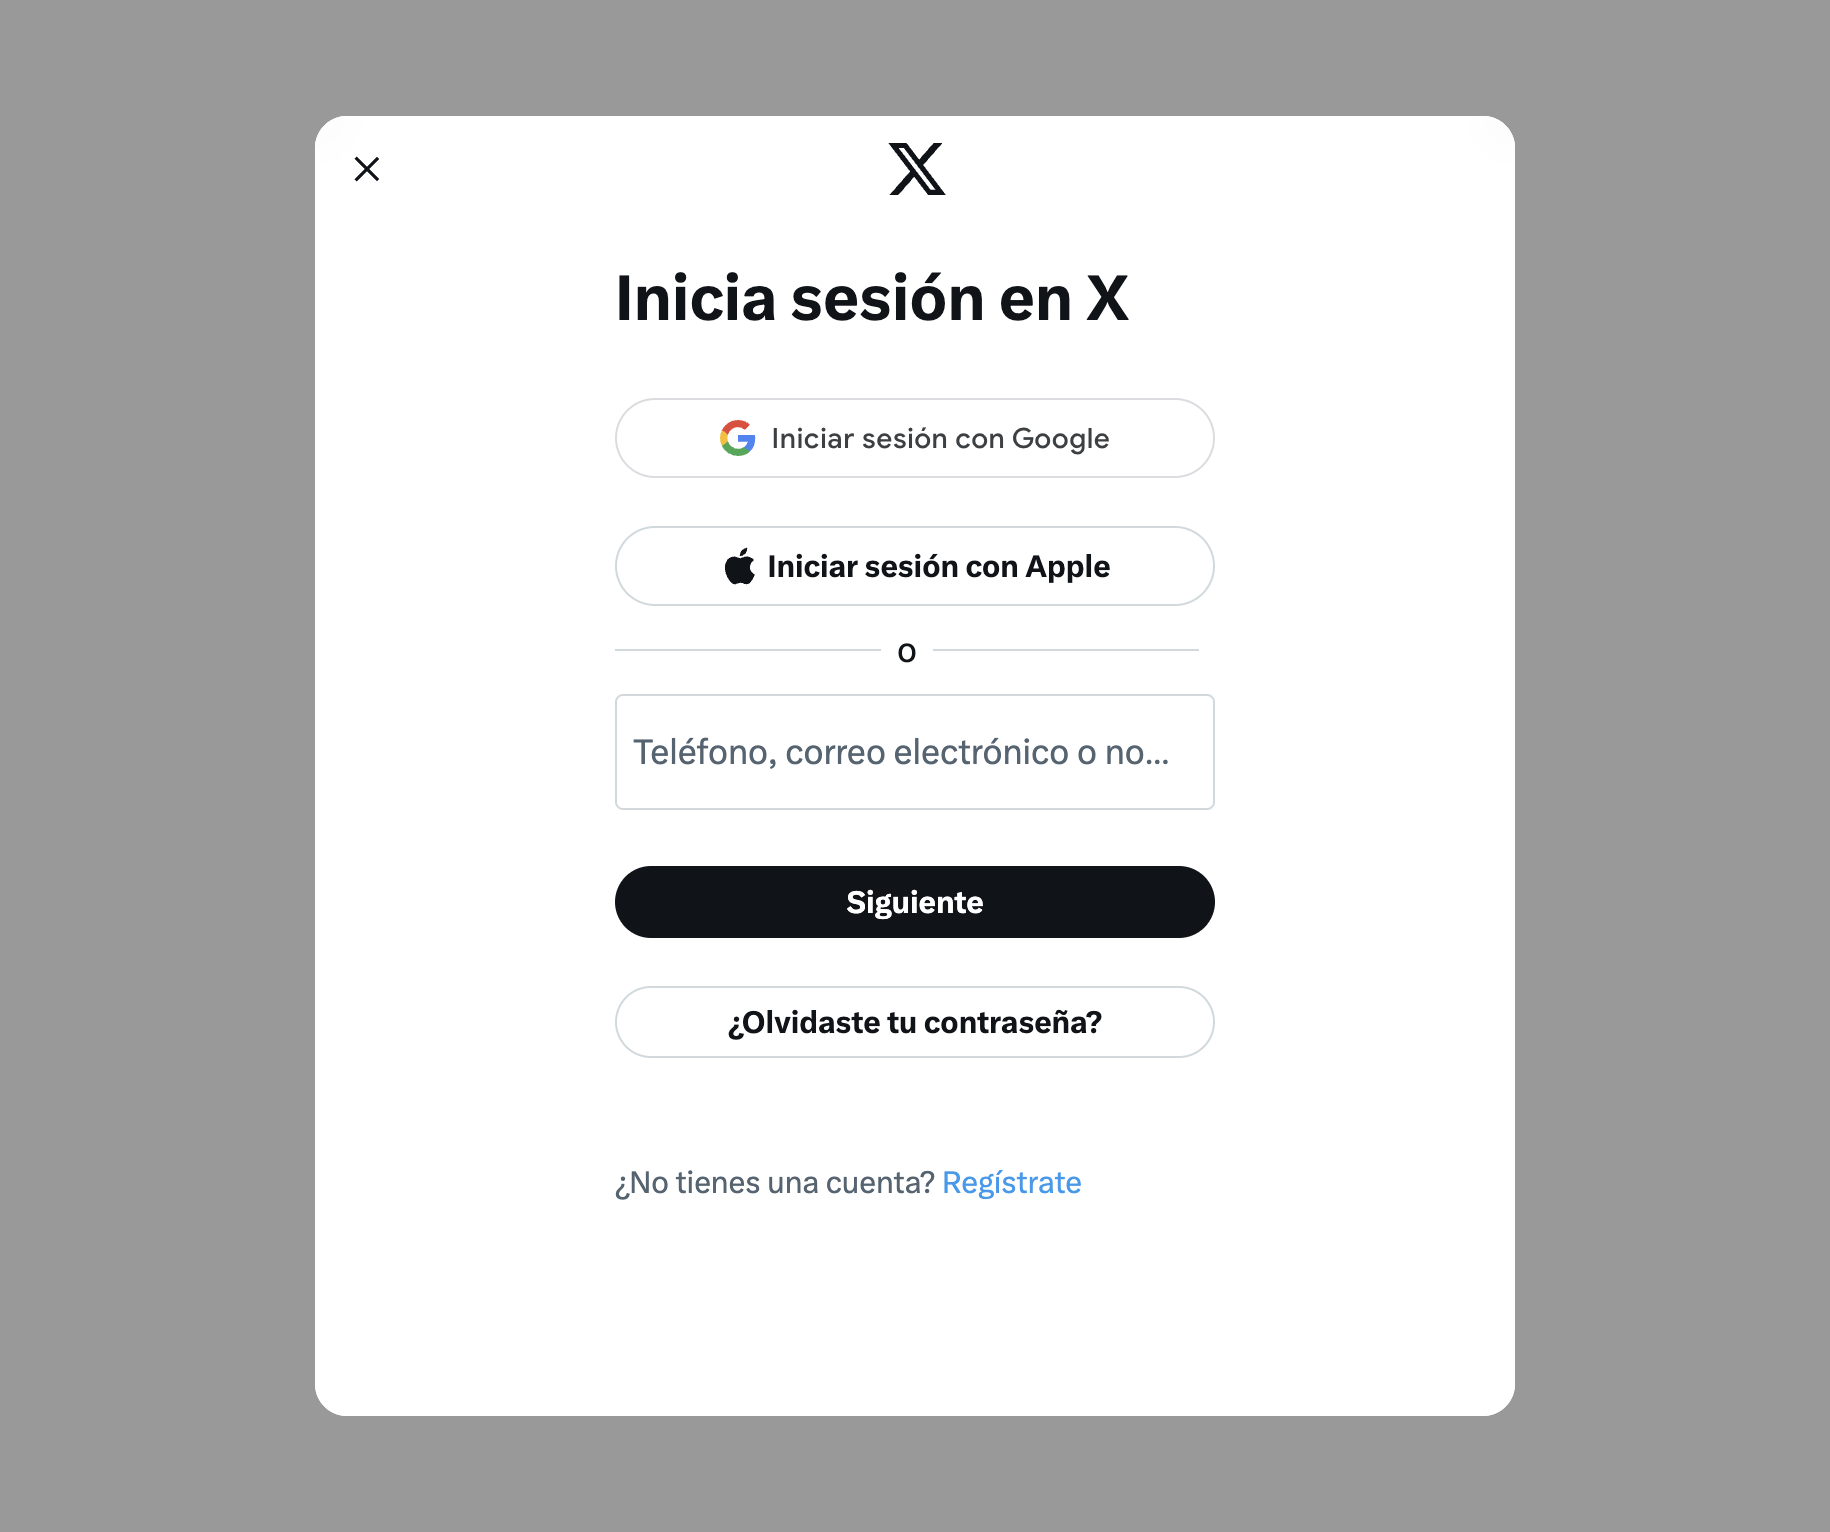 Inicia sesión en X
Iniciar sesión con Google
Iniciar sesión con Apple
o
Teléfono, correo electrónico o no...
Siguiente
¿Olvidaste tu contraseña?
¿No tienes una cuenta? Regístrate